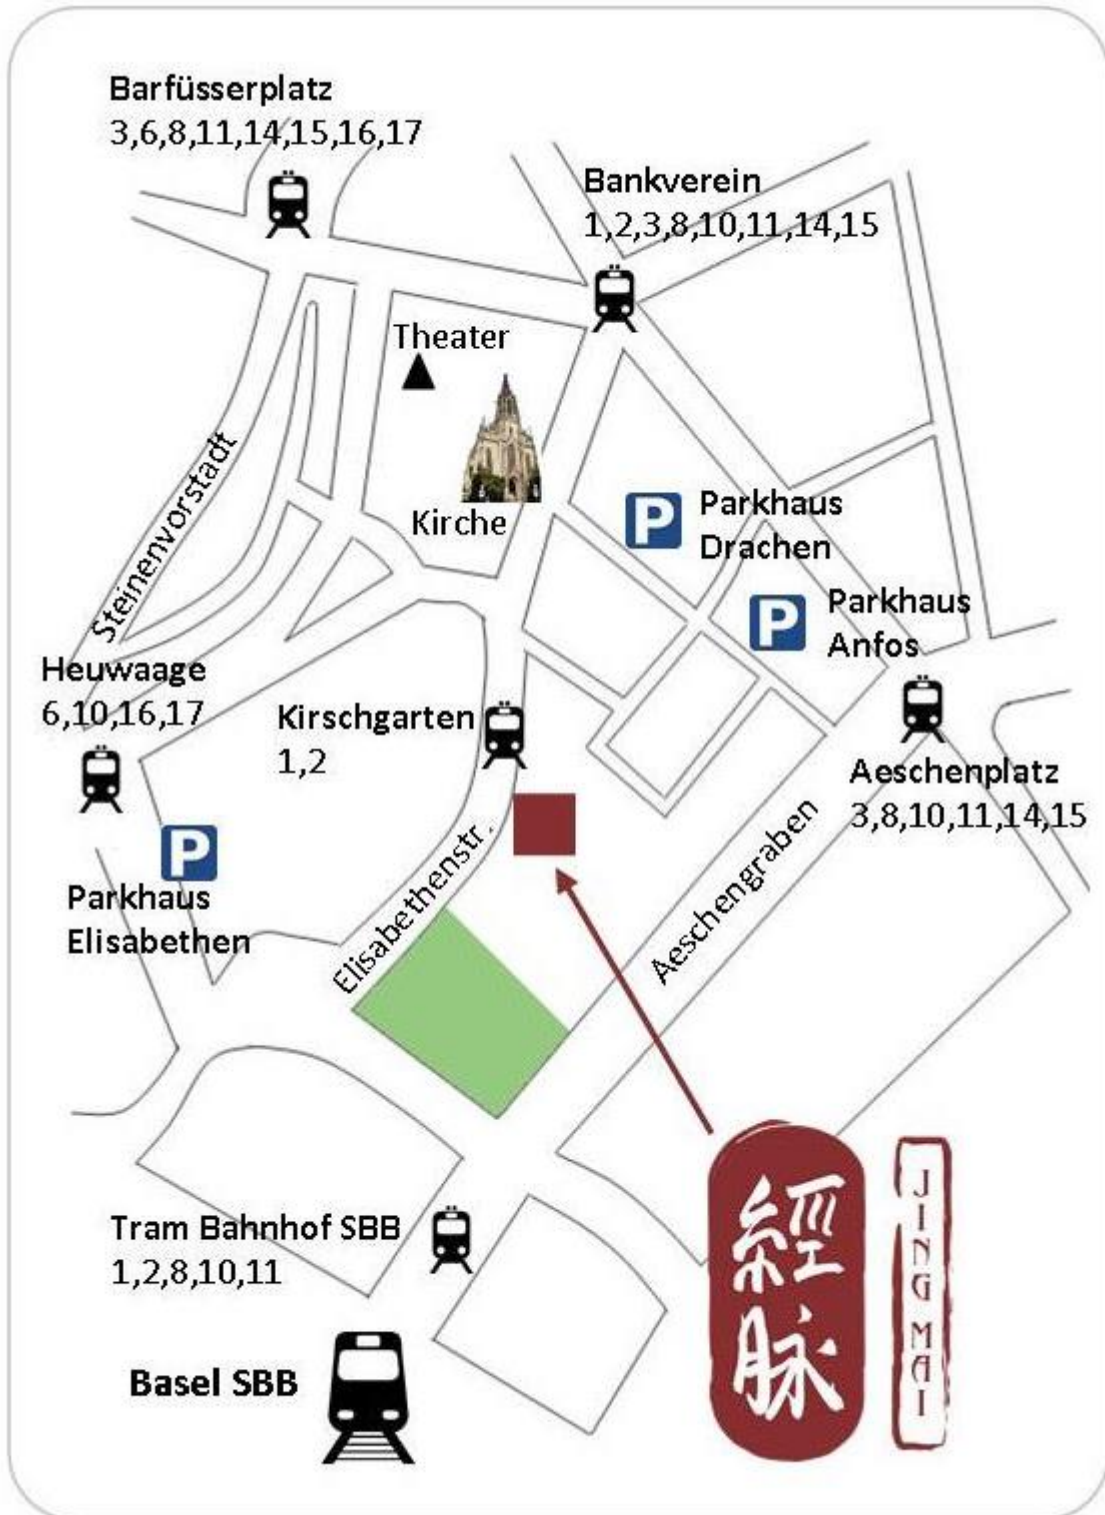 Barfüsserplatz
3,6,8,11,14,15,16,17
Bankverein
1,2,3,8,10,11,14,15
Theater
Kirche
P
Parkhaus
Drachen
Steinenvorstadt
P
Parkhaus
Anfos
Heuwaage
6,10,16,17
Kirschgarten
1,2
Aeschenplatz
3,8,10,11,14,15
P
Parkhaus
Elisabethen
Elisabethenstr.
Aeschengraben
Tram Bahnhof SBB
1,2,8,10,11
Basel SBB
經脉
JING MAI